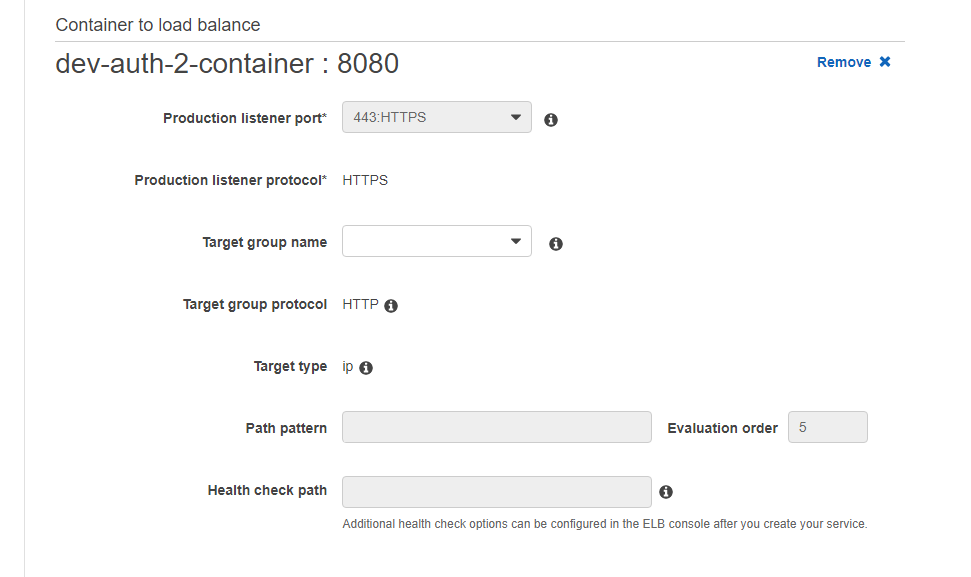 Container to load balance
dev-auth-2-container : 8080
Remove ✖
Production listener port* 443:HTTPS
Production listener protocol* HTTPS
Target group name
Target group protocol HTTP
Target type ip
Path pattern Evaluation order 5
Health check path
Additional health check options can be configured in the ELB console after you create your service.